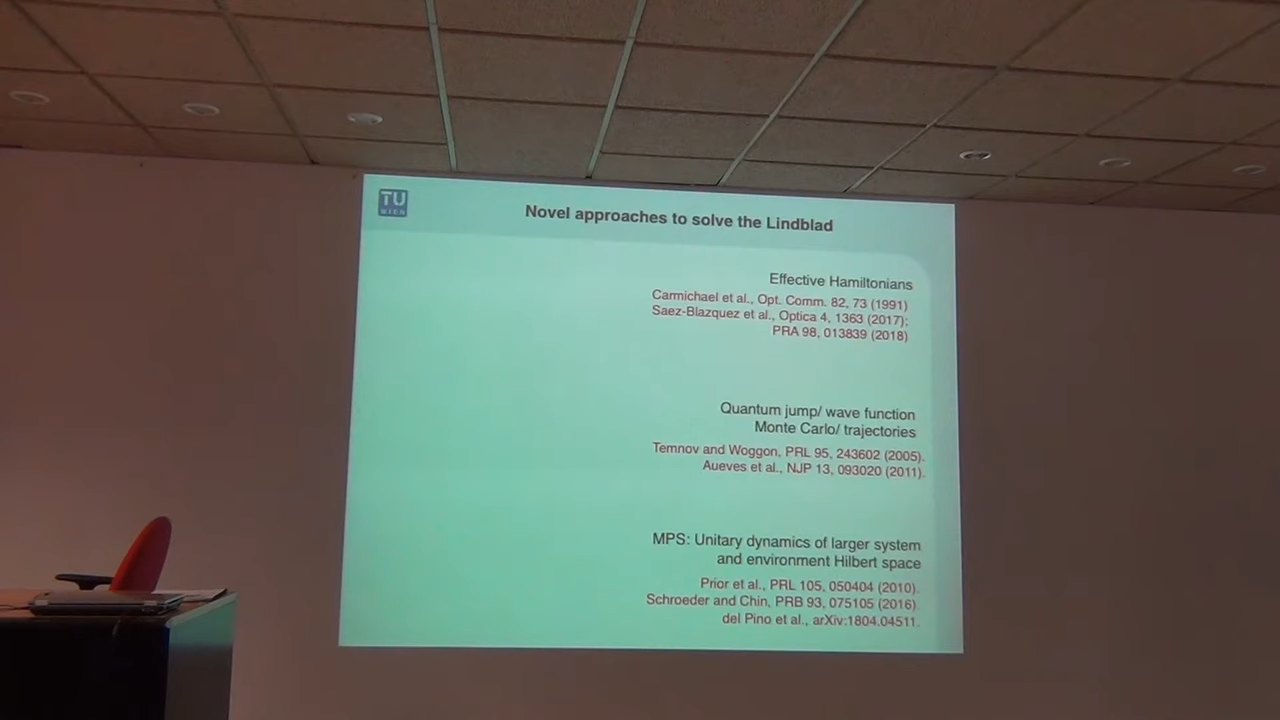 TU
WIEN
Novel approaches to solve the Lindblad
Effective Hamiltonians
Carmichael et al., Opt. Comm. 82, 73 (1991)
Saez-Blazquez et al., Optica 4, 1363 (2017);
PRA 98, 013839 (2018)
Quantum jump/ wave function
Monte Carlo/ trajectories
Temnov and Woggon, PRL 95, 243602 (2005).
Aueves et al., NJP 13, 093020 (2011).
MPS: Unitary dynamics of larger system
and environment Hilbert space
Prior et al., PRL 105, 050404 (2010).
Schroeder and Chin, PRB 93, 075105 (2016).
del Pino et al., arXiv:1804.04511.